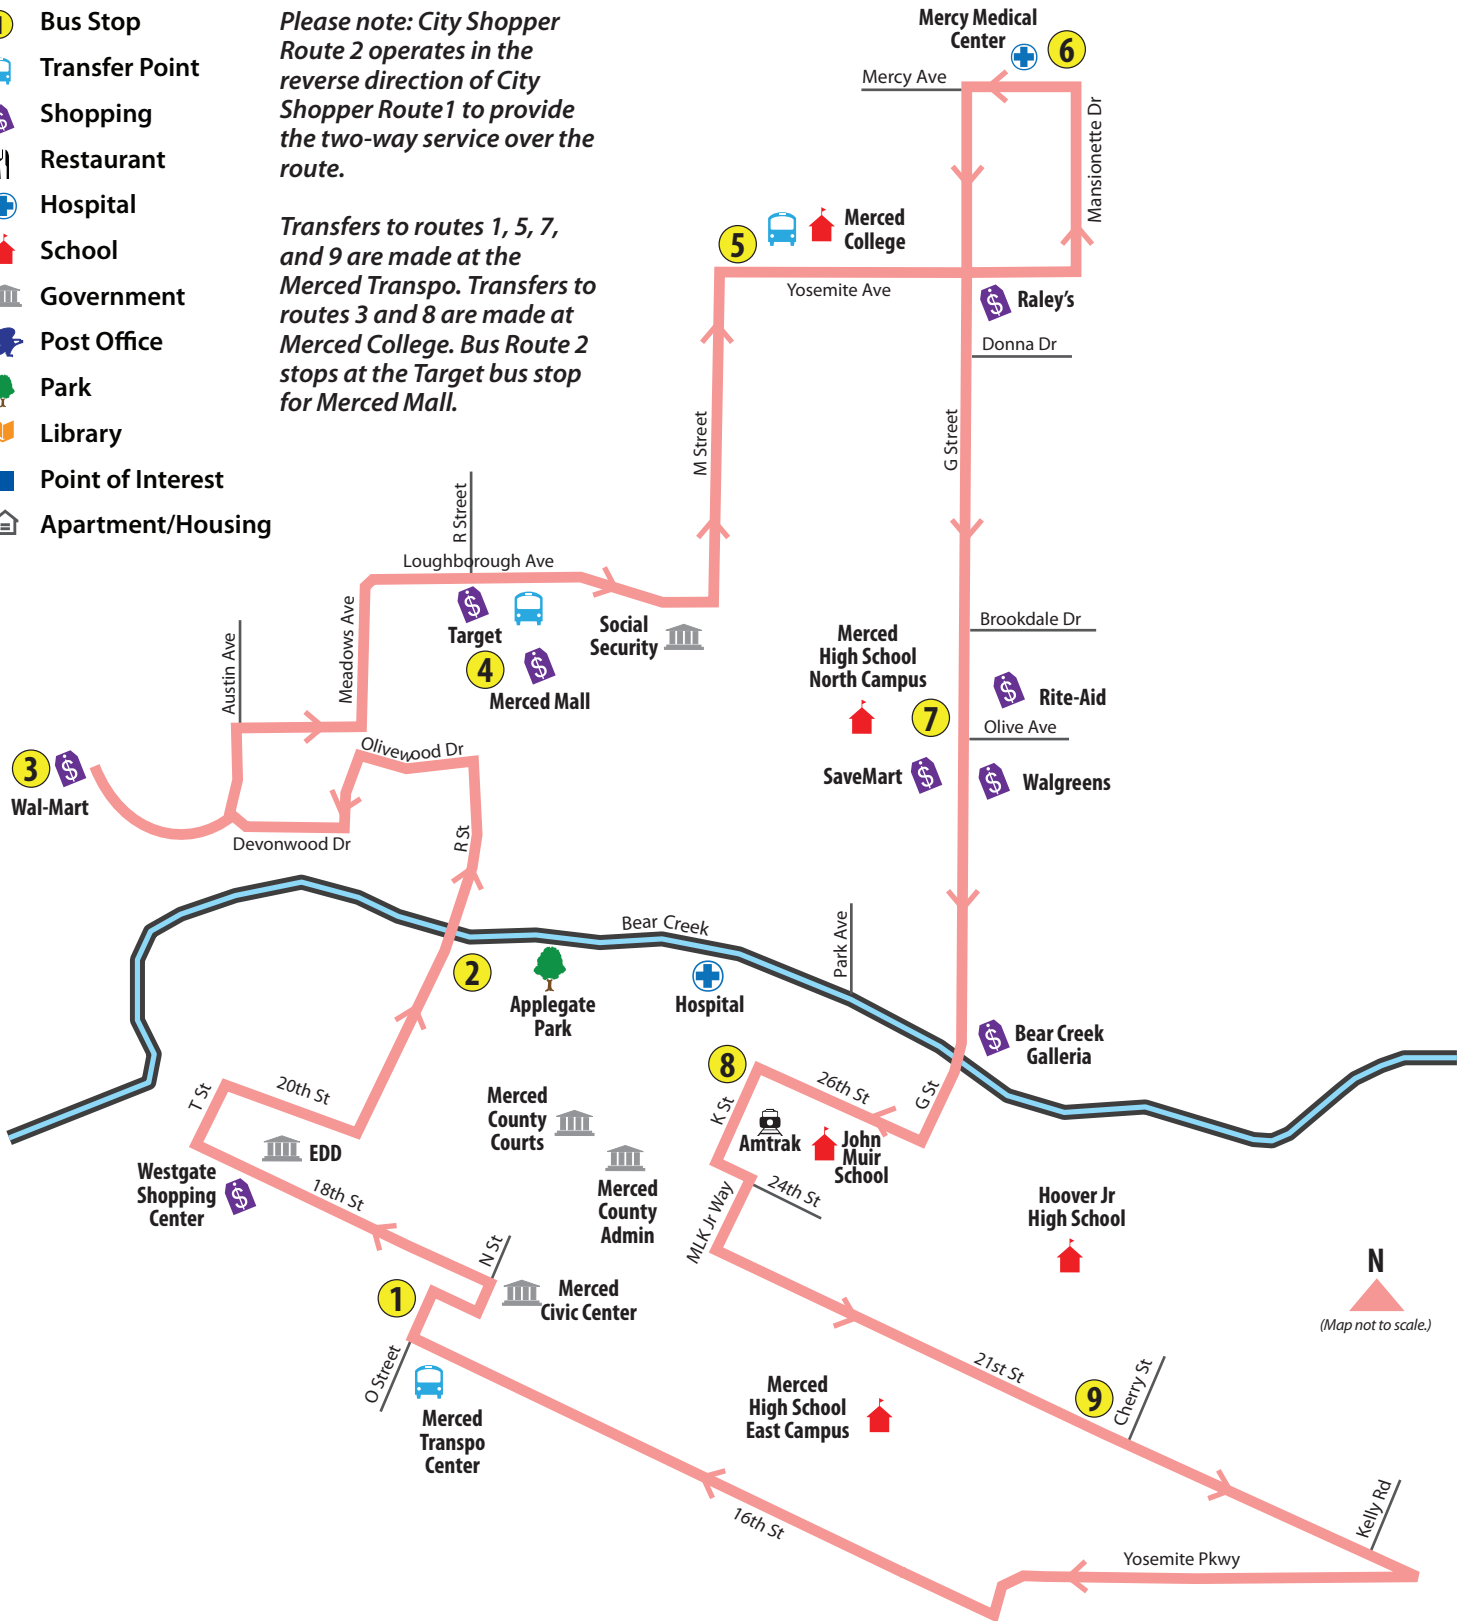 1
Bus Stop
Transfer Point
Shopping
Restaurant
Hospital
School
Government
Post Office
Park
Library
Point of Interest
Apartment/Housing
Please note: City Shopper
Route 2 operates in the
reverse direction of City
Shopper Route1 to provide
the two-way service over the
route.
Transfers to routes 1, 5, 7,
and 9 are made at the
Merced Transpo. Transfers to
routes 3 and 8 are made at
Merced College. Bus Route 2
stops at the Target bus stop
for Merced Mall.
Mercy Medical
Center
6
Mercy Ave
Mansionette Dr
5
Merced
College
Yosemite Ave
$
Raley's
Donna Dr
M Street
G Street
R Street
Loughborough Ave
$
Target
4
$
Merced Mall
Social
Security
Meadows Ave
Austin Ave
Brookdale Dr
Merced
High School
North Campus
7
$
Rite-Aid
Olive Ave
SaveMart
$
$
Walgreens
3
$
Wal-Mart
Olivewood Dr
Devonwood Dr
R St
Bear Creek
Park Ave
2
Applegate
Park
Hospital
$
Bear Creek
Galleria
8
26th St
G St
K St
Amtrak
John
Muir
School
T St
20th St
EDD
Merced
County
Courts
Merced
County
Admin
Westgate
Shopping
Center
$
18th St
24th St
MLK Jr Way
Hoover Jr
High School
N St
1
Merced
Civic Center
N
(Map not to scale.)
O Street
Merced
Transpo
Center
21st St
9
Cherry St
Merced
High School
East Campus
16th St
Kelly Rd
Yosemite Pkwy